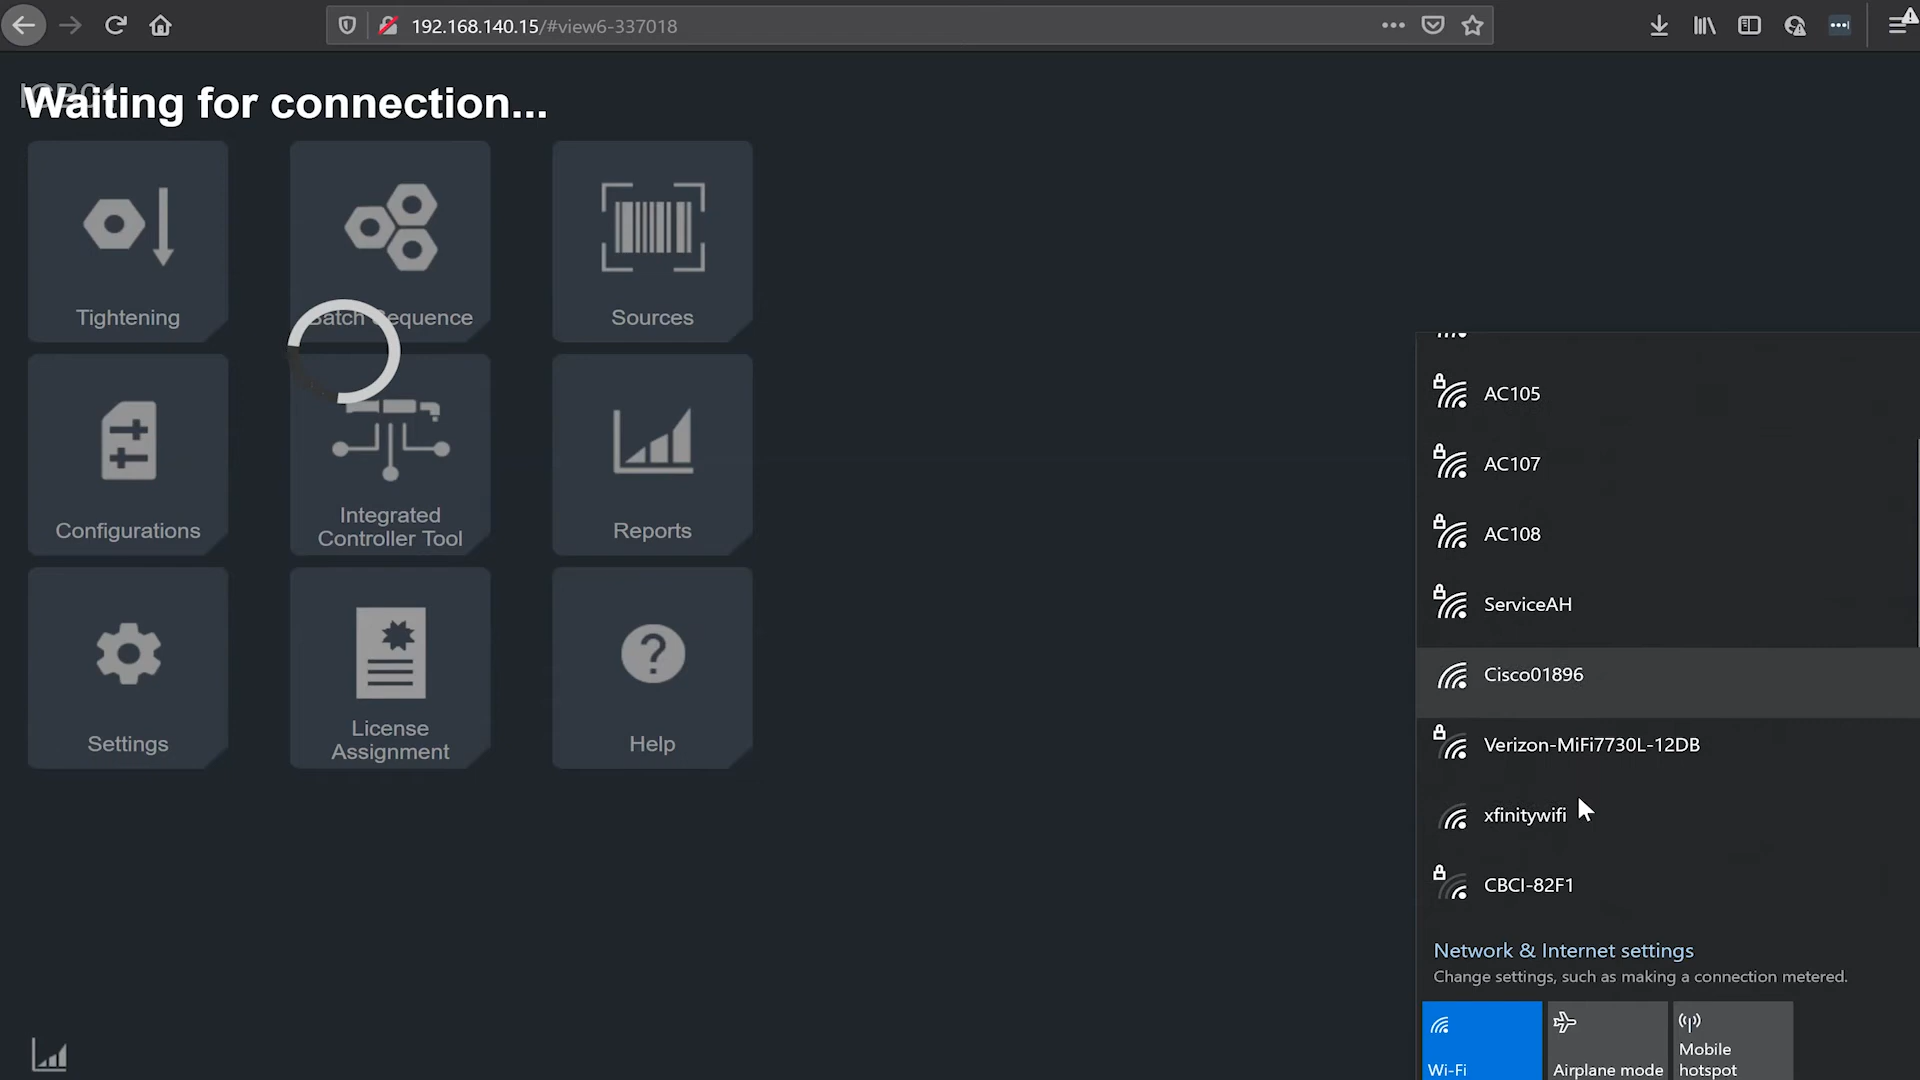 192.168.140.15/#view6-337018
Waiting for connection...
Tightening
Batch Sequence
Sources
Configurations
Integrated
Controller Tool
Reports
Settings
License
Assignment
Help
AC105
AC107
AC108
ServiceAH
Cisco01896
Verizon-MiFi7730L-12DB
xfinitywifi
CBCI-82F1
Network & Internet settings
Change settings, such as making a connection metered.
Wi-Fi
Airplane mode
Mobile
hotspot